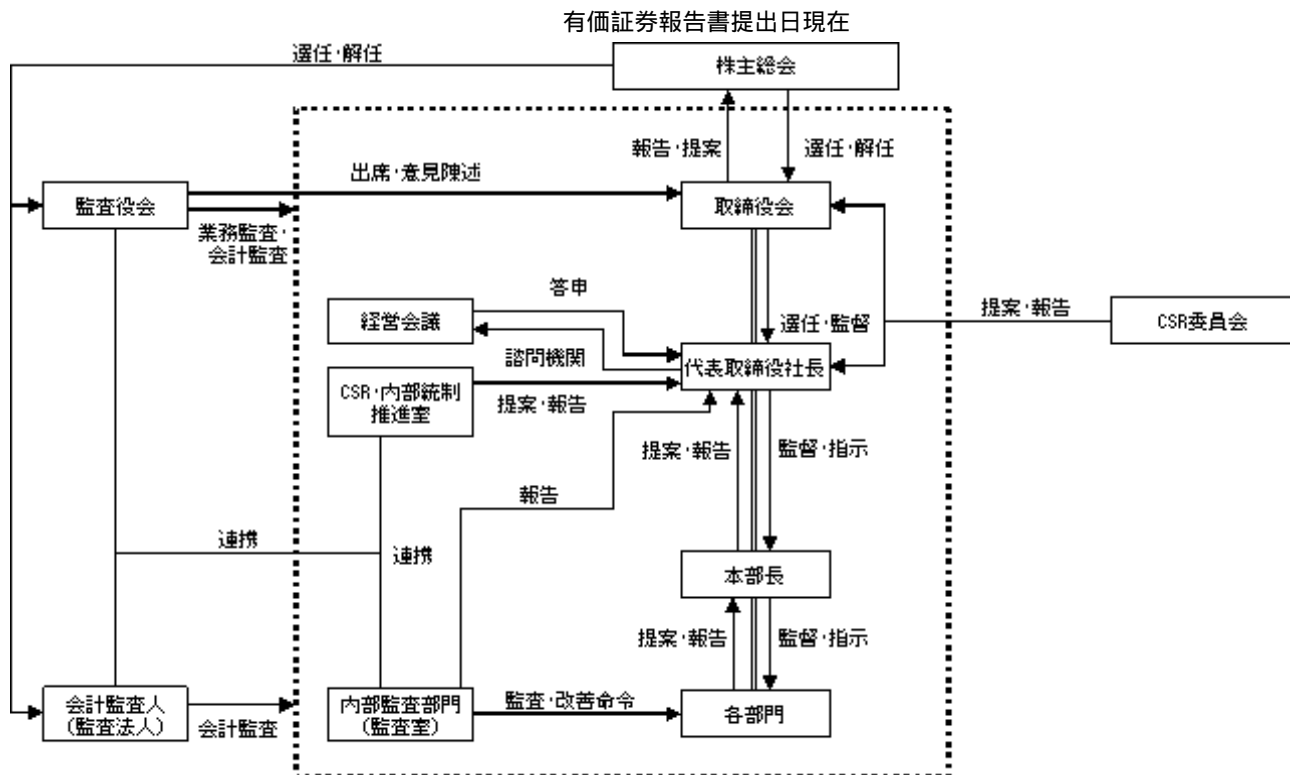 有価証券報告書提出日現在
選任・解任
株主総会
報告・提案
選任・解任
出席・意見陳述
監査役会
取締役会
業務監査・
会計監査
答申
経営会議
選任・監督
提案・報告
CSR委員会
諮問機関
代表取締役社長
CSR・内部統制
推進室
提案・報告
提案・報告
監督・指示
報告
連携
連携
本部長
提案・報告
監督・指示
会計監査人
(監査法人)
会計監査
内部監査部門
(監査室)
監査・改善命令
各部門